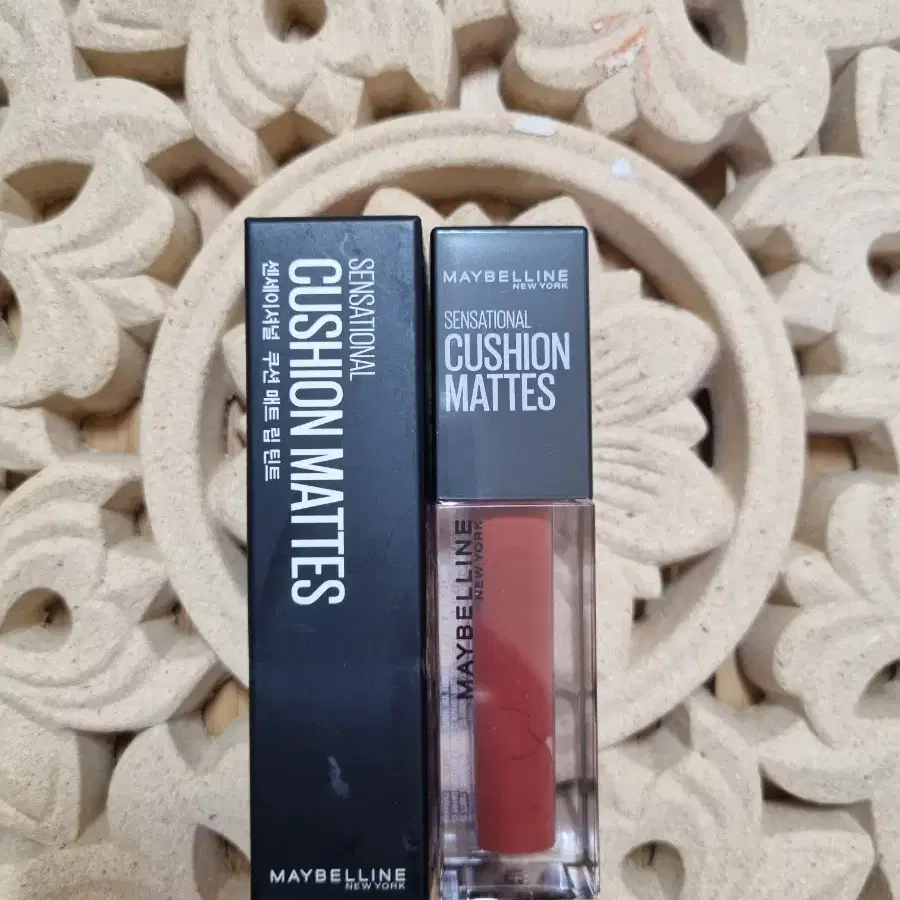 SENSATIONAL
CUSHION MATTES
센세이셔널 쿠션 매트 립 틴트
MAYBELLINE
NEW YORK
MAYBELLINE
NEW YORK
SENSATIONAL
CUSHION
MATTES
MAYBELLINE
NEW YORK